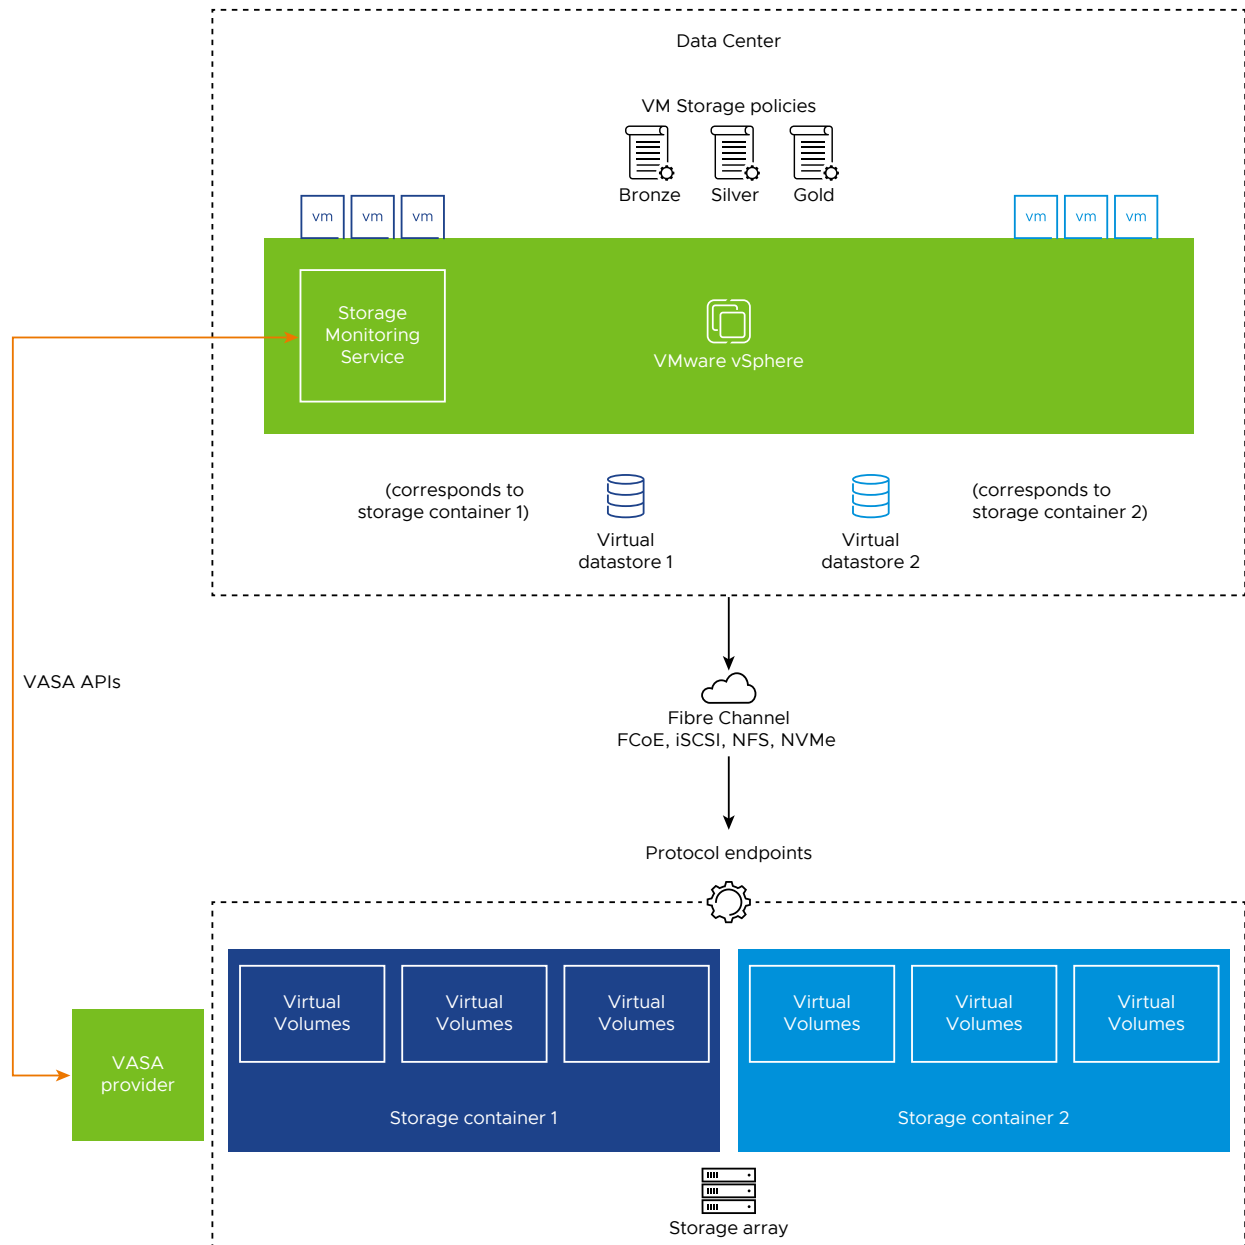 Data Center
VM Storage policies
Bronze
Silver
Gold
vm
vm
vm
vm
vm
vm
Storage
Monitoring
Service
VMware vSphere
(corresponds to
storage container 1)
Virtual
datastore 1
Virtual
datastore 2
(corresponds to
storage container 2)
VASA APIs
Fibre Channel
FCoE, iSCSI, NFS, NVMe
Protocol endpoints
VASA
provider
Virtual
Volumes
Virtual
Volumes
Virtual
Volumes
Storage container 1
Virtual
Volumes
Virtual
Volumes
Virtual
Volumes
Storage container 2
Storage array